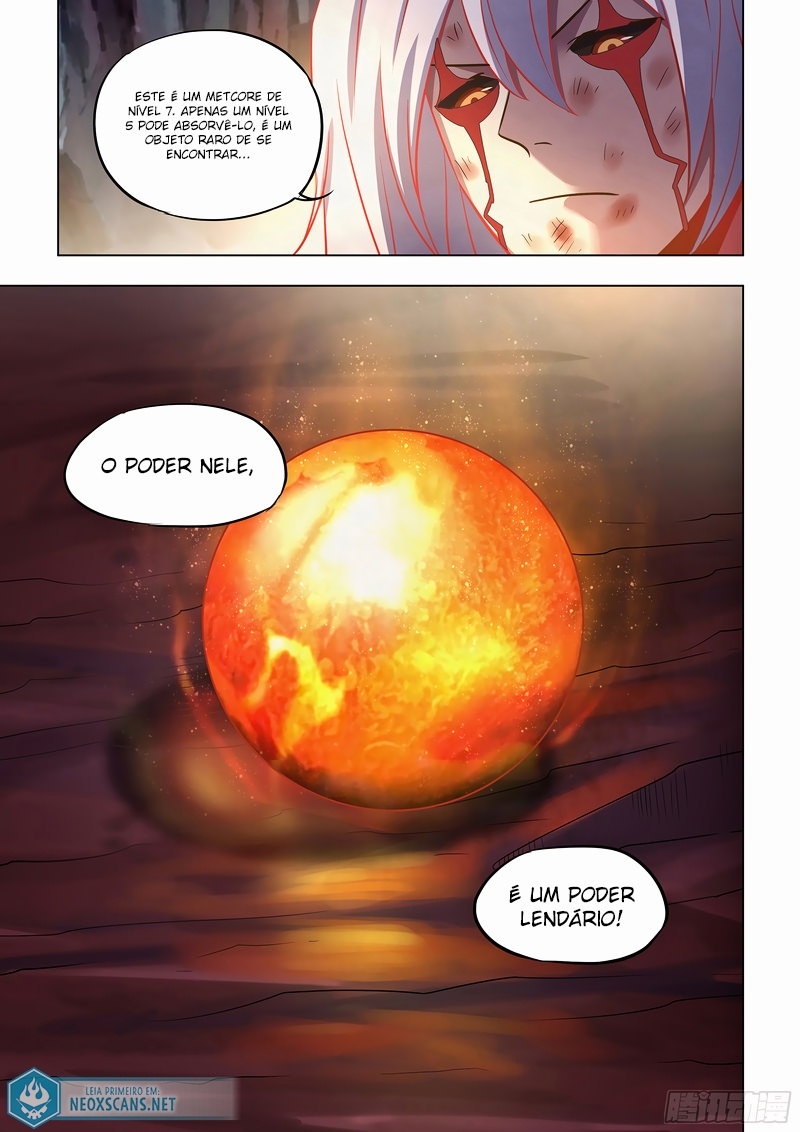 ESTE É UM METCORE DE
NÍVEL 7. APENAS UM NÍVEL
S PODE ABSORVÊ-LO, É UM
OBJETO RARO DE SE
ENCONTRAR...
O PODER NELE,
É UM PODER
LENDÁRIO!
LEIA PRIMEIRO EM:
NEOXSCANS.NET
腾讯动漫